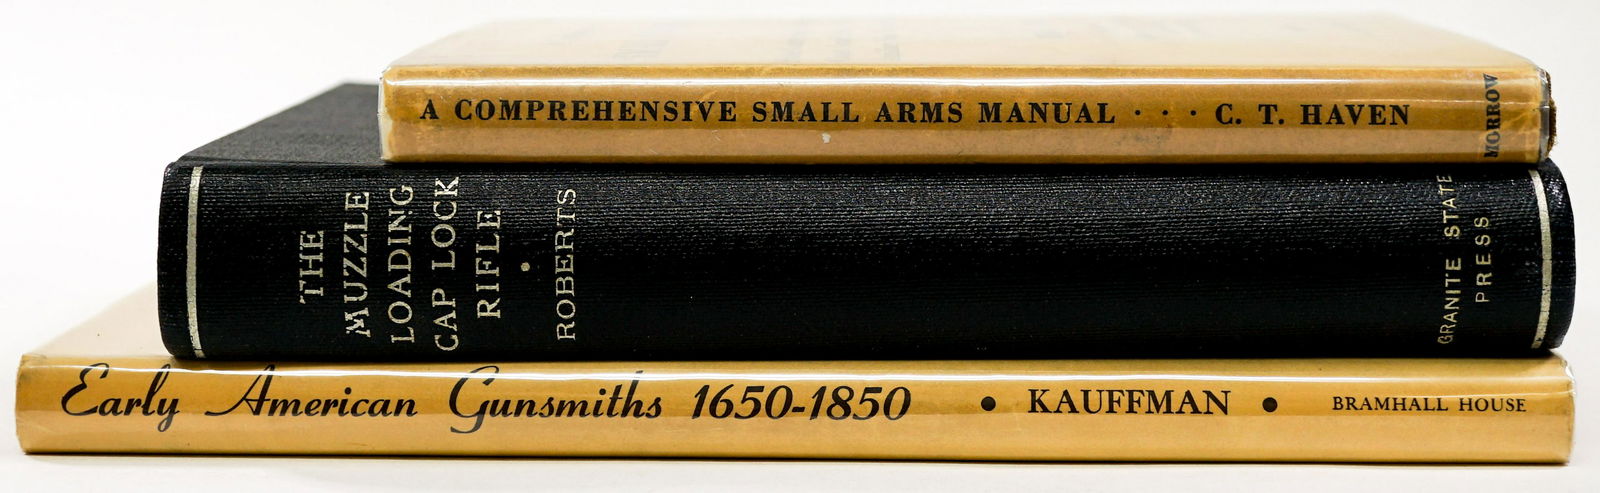 A COMPREHENSIVE SMALL ARMS MANUAL · · · C. T. HAVEN
MORROW
THE
MUZZLE
LOADING
CAP LOCK
RIFLE
•
ROBERTS
GRANITE STATE
PRESS
Early American Gunsmiths 1650-1850 • KAUFFMAN • BRAMHALL HOUSE